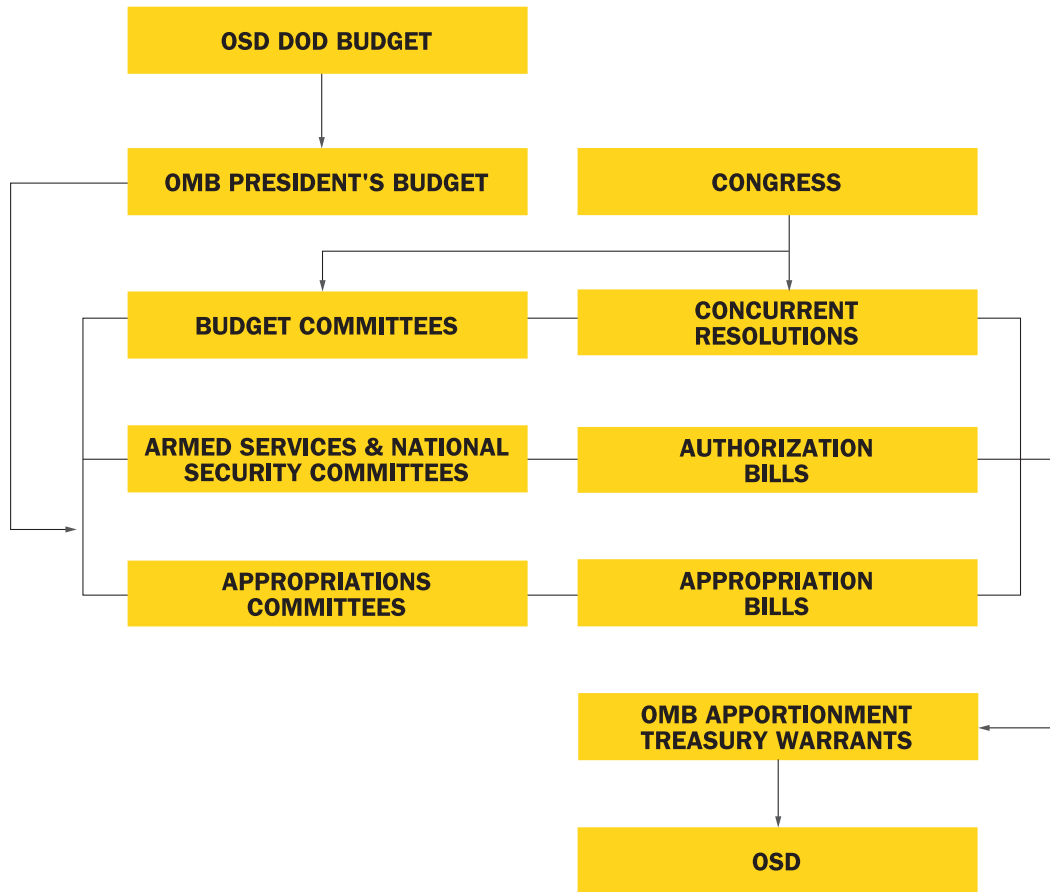 OSD DOD BUDGET
OMB PRESIDENT'S BUDGET
CONGRESS
BUDGET COMMITTEES
CONCURRENT
RESOLUTIONS
ARMED SERVICES & NATIONAL
SECURITY COMMITTEES
AUTHORIZATION
BILLS
APPROPRIATIONS
COMMITTEES
APPROPRIATION
BILLS
OMB APPORTIONMENT
TREASURY WARRANTS
OSD